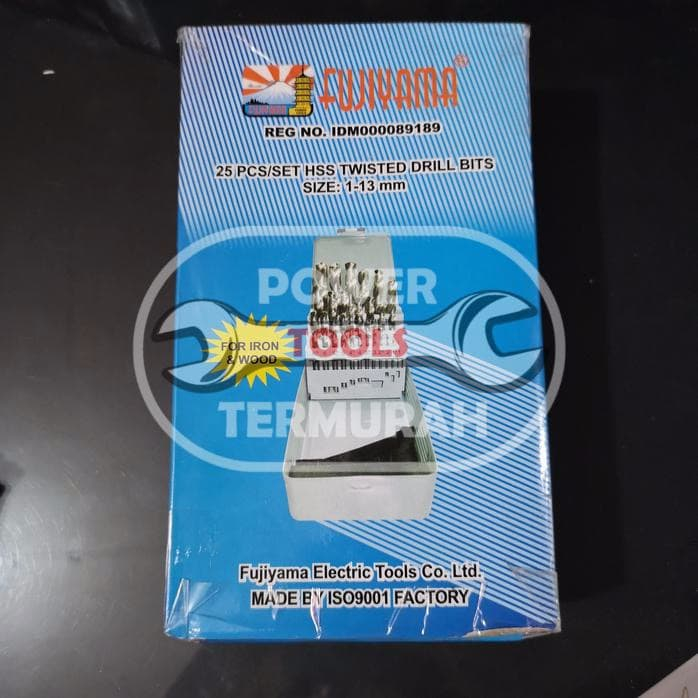 FUJIYAMA
REG NO. IDM000089189
25 PCS/SET HSS TWISTED DRILL BITS
SIZE: 1-13 mm
POWER
TOOLS
TERMURAH
FOR IRON
& WOOD
Fujiyama Electric Tools Co. Ltd.
MADE BY ISO9001 FACTORY